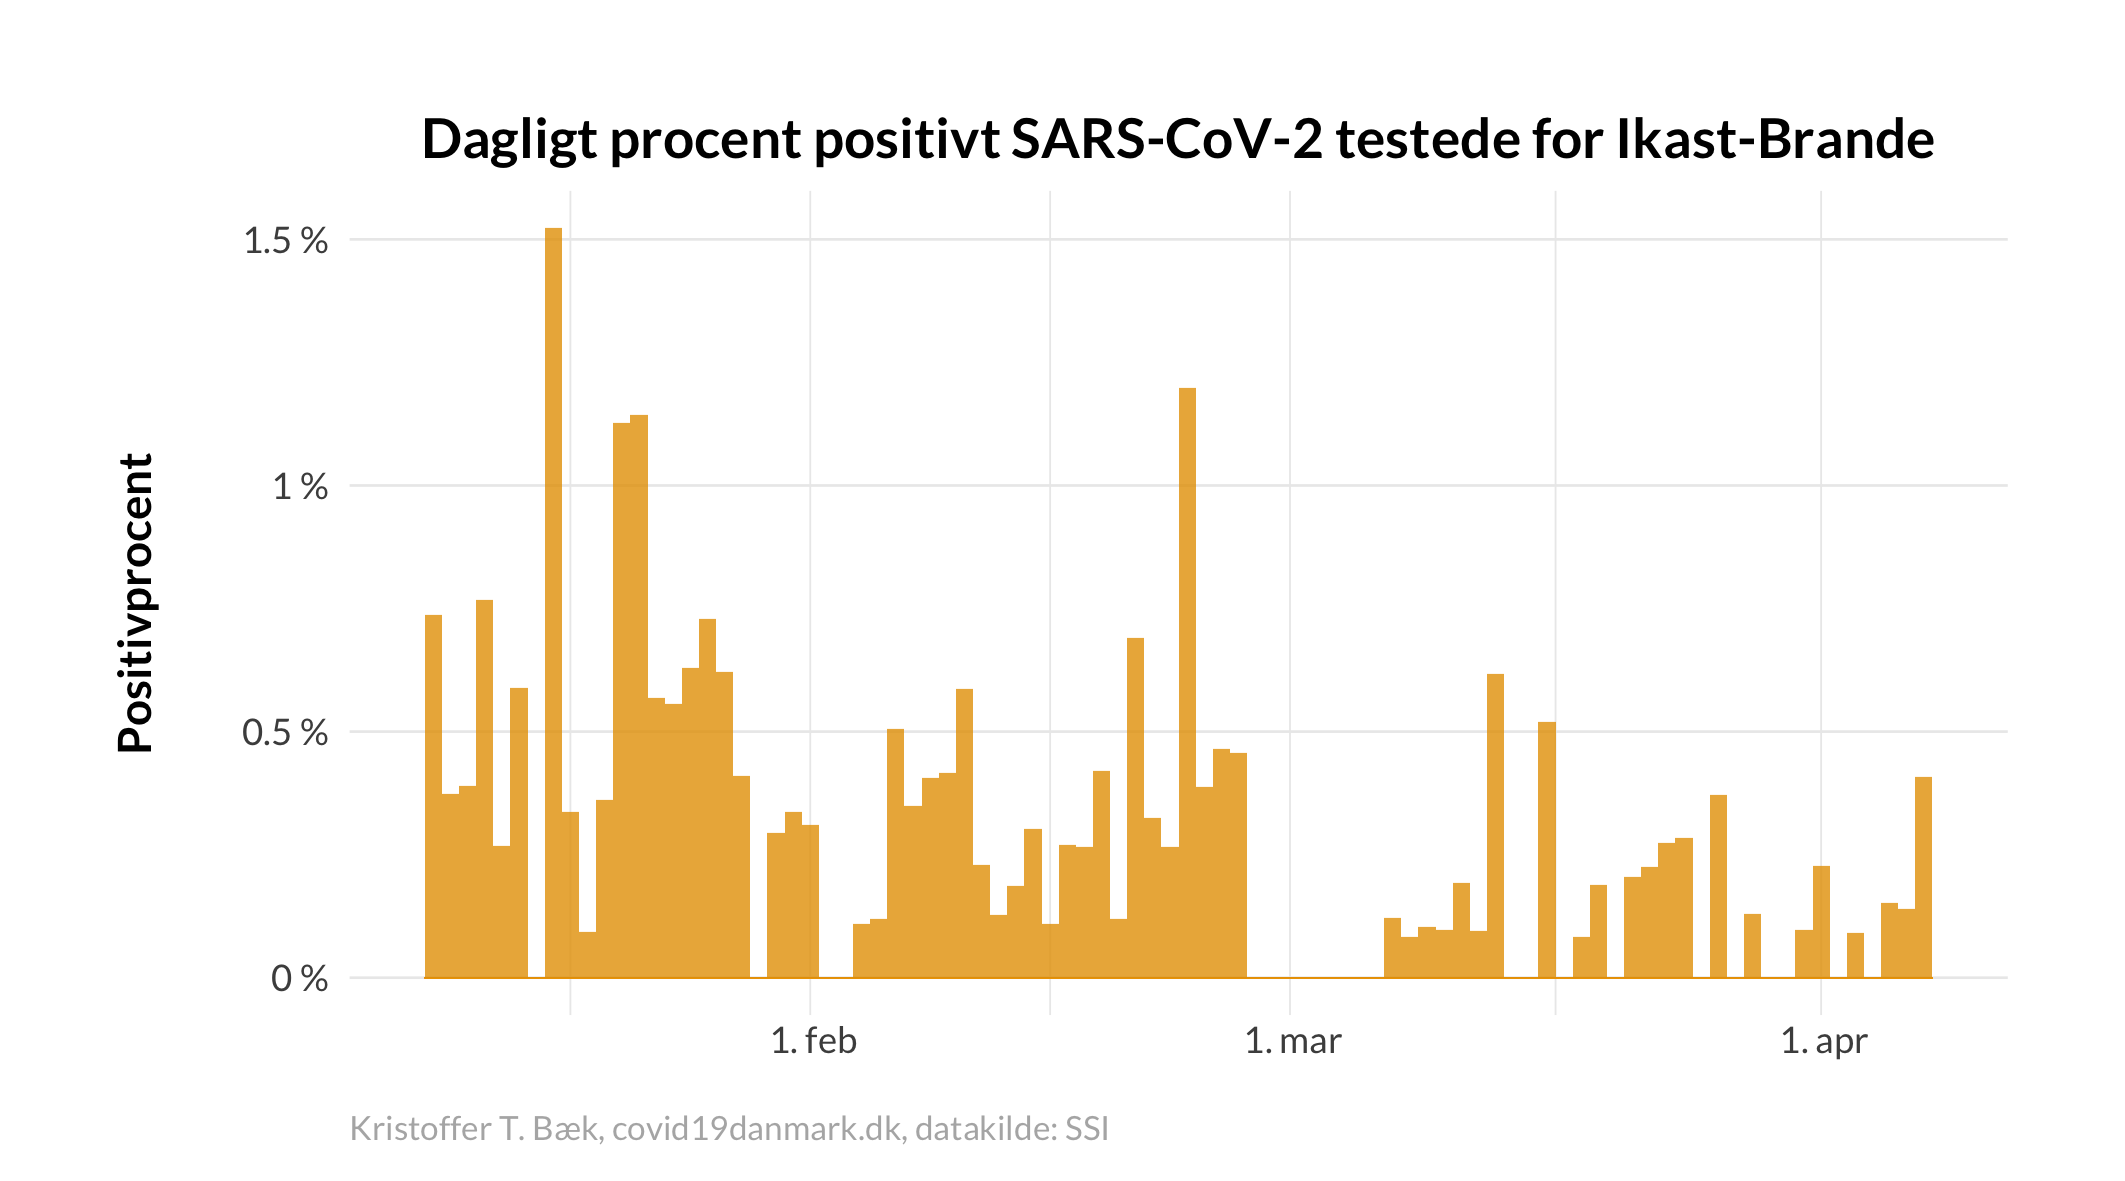 Dagligt procent positivt SARS-CoV-2 testede for Ikast-Brande
Positivprocent
1.5 %
1 %
0.5 %
0 %
1. feb
1. mar
1. apr
Kristoffer T. Bæk, covid19danmark.dk, datakilde: SSI